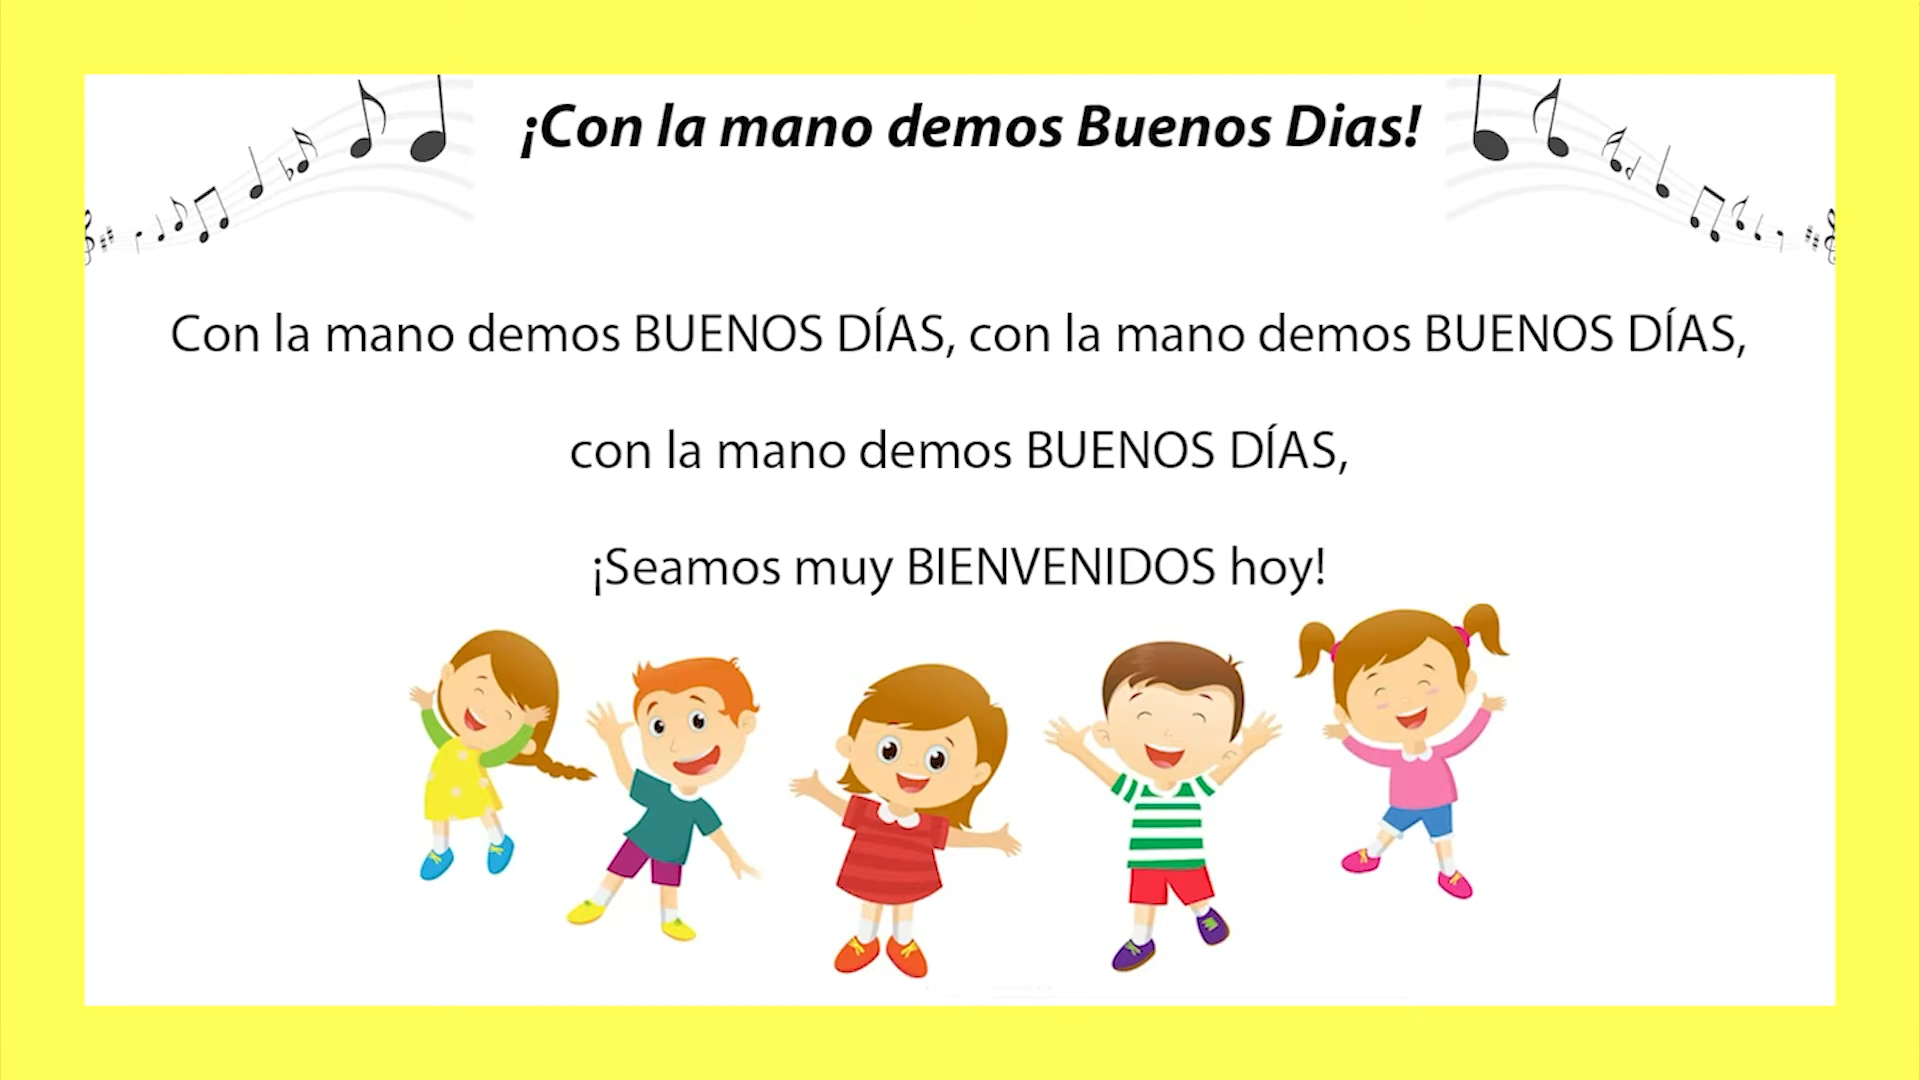 ¡Con la mano demos Buenos Dias!
Con la mano demos BUENOS DÍAS, con la mano demos BUENOS DÍAS,
con la mano demos BUENOS DÍAS,
¡Seamos muy BIENVENIDOS hoy!